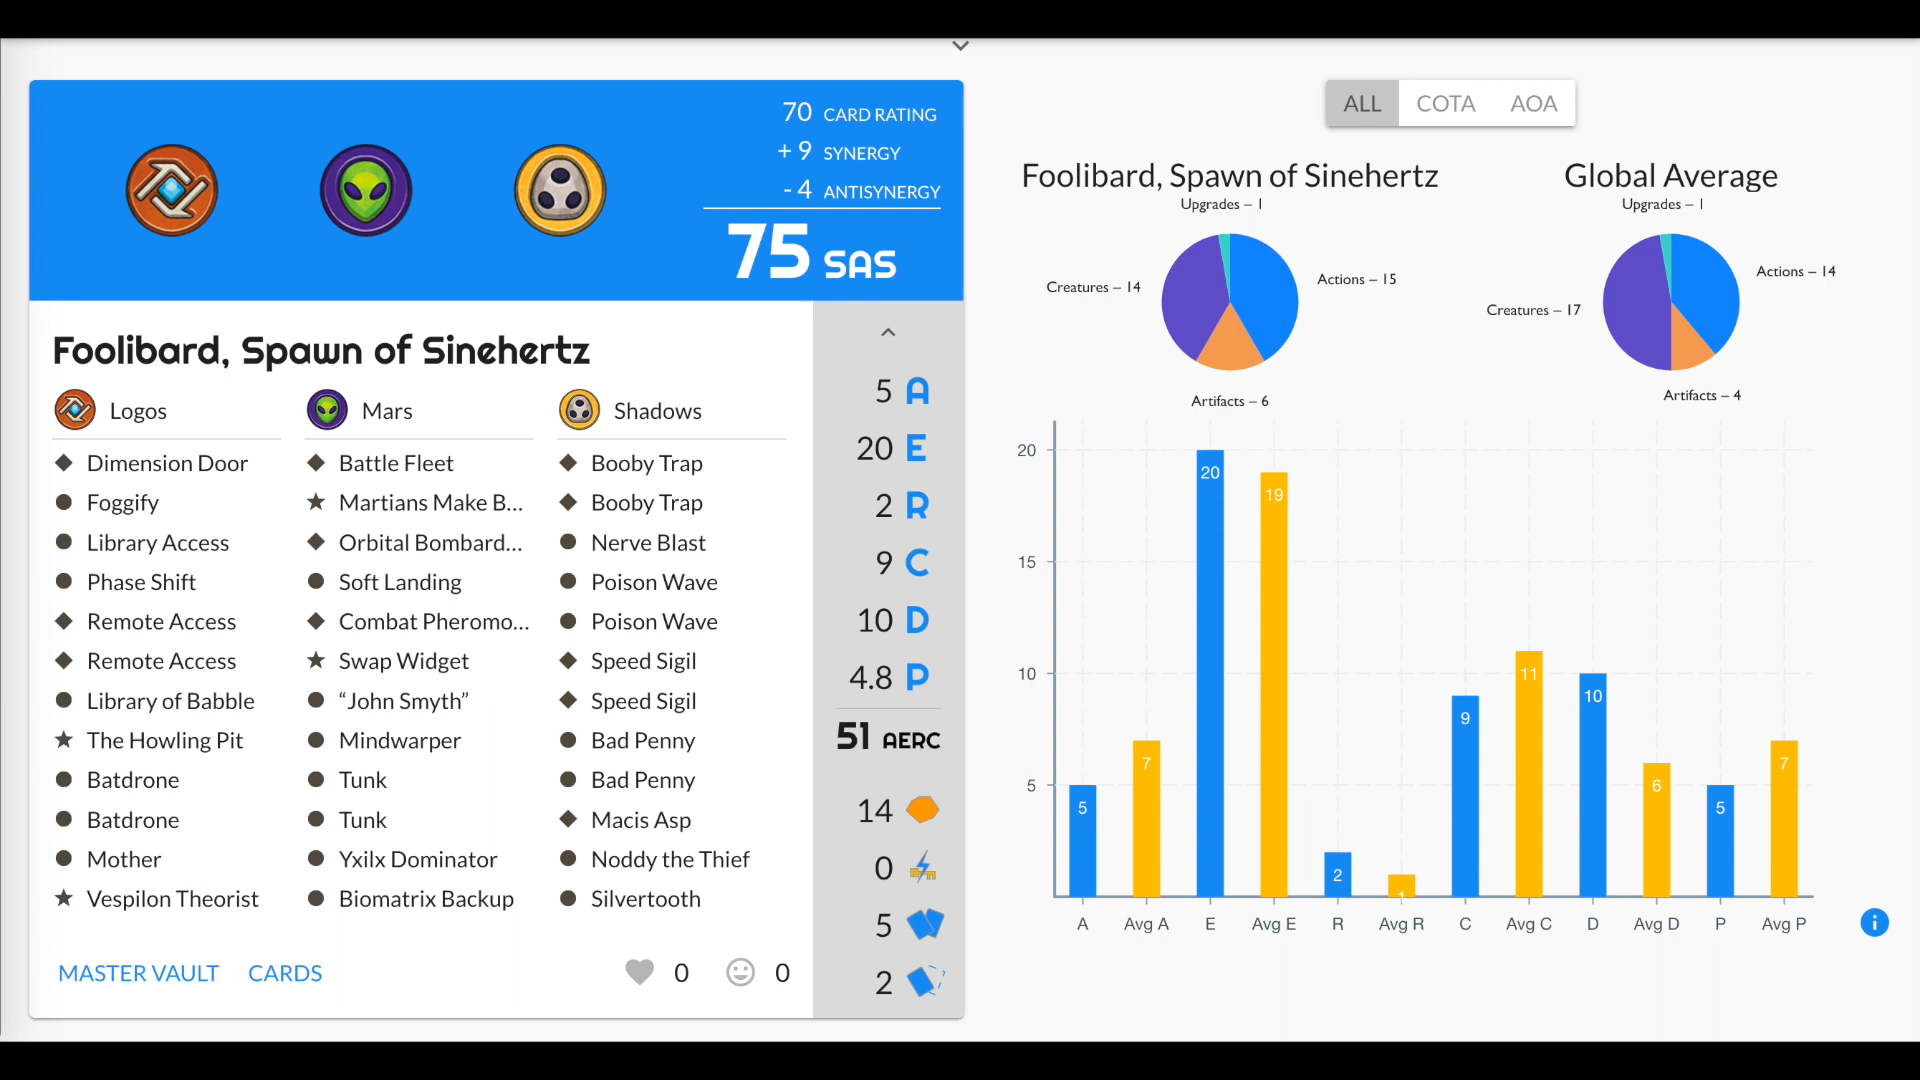 70 CARD RATING
+ 9 SYNERGY
- 4 ANTISYNERGY
75 SAS
Foolibard, Spawn of Sinehertz
Logos
Dimension Door
Foggify
Library Access
Phase Shift
Remote Access
Remote Access
Library of Babble
The Howling Pit
Batdrone
Batdrone
Mother
Vespilon Theorist
Mars
Battle Fleet
Martians Make B...
Orbital Bombard...
Soft Landing
Combat Pheromo...
Swap Widget
“John Smyth”
Mindwarper
Tunk
Tunk
Yxilx Dominator
Biomatrix Backup
Shadows
Booby Trap
Booby Trap
Nerve Blast
Poison Wave
Poison Wave
Speed Sigil
Speed Sigil
Bad Penny
Bad Penny
Macis Asp
Noddy the Thief
Silvertooth
MASTER VAULT CARDS 0 0
5 A
20 E
2 R
9 C
10 D
4.8 P
51 AERC
14
0
5
2
ALL COTA AOA
Foolibard, Spawn of Sinehertz
Upgrades – 1
Creatures – 14
Actions – 15
Artifacts – 6
Global Average
Upgrades – 1
Actions – 14
Creatures – 17
Artifacts – 4
20
15
10
5
5
7
20
19
2
1
9
11
10
6
5
7
A Avg A E Avg E R Avg R C Avg C D Avg D P Avg P
i